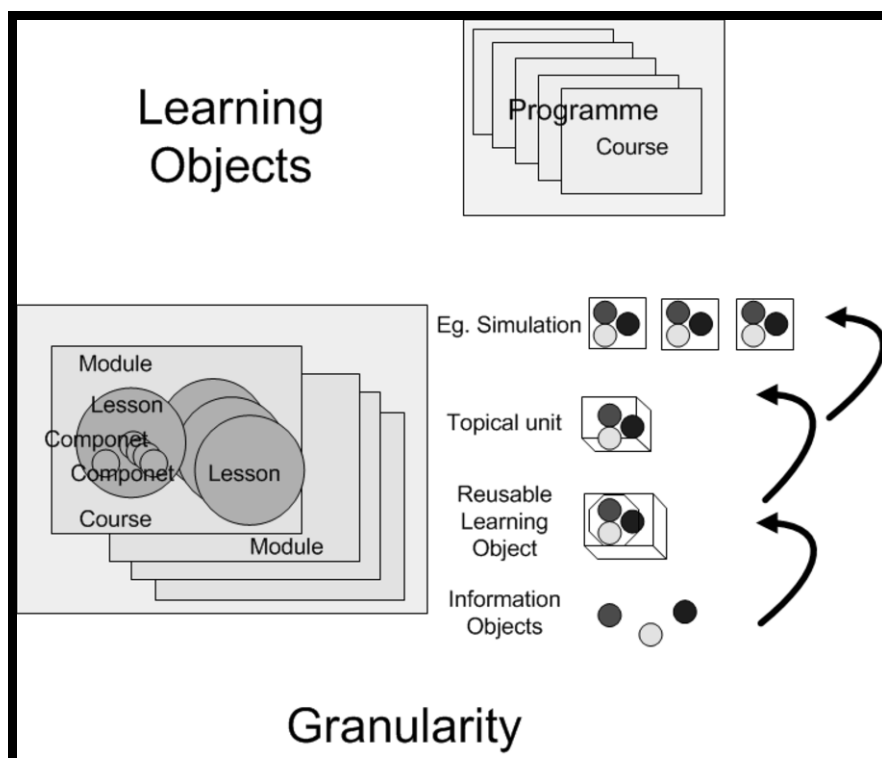 Learning
Objects
Programme
Course
Module
Lesson
Componet
Componet
Lesson
Course
Module
Eg. Simulation
Topical unit
Reusable
Learning
Object
Information
Objects
Granularity